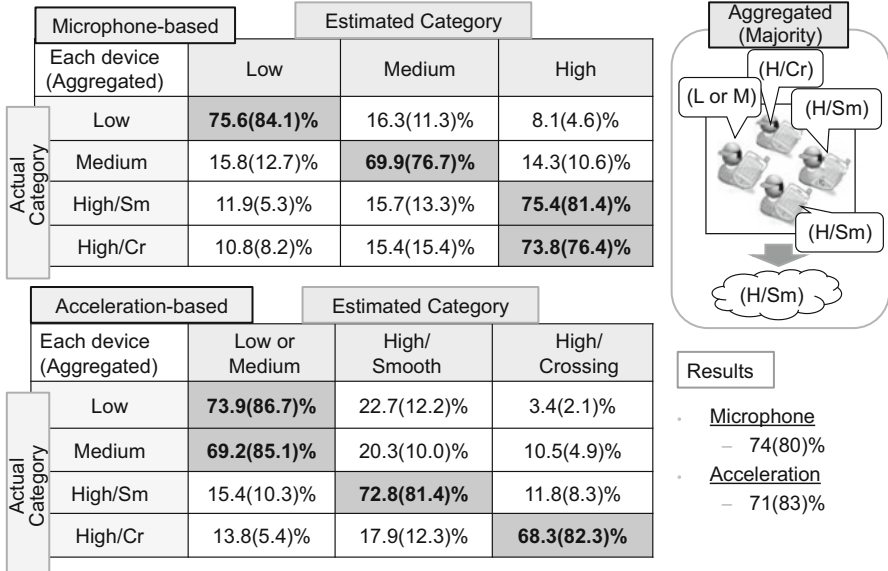 Microphone-based
Estimated Category
Each device (Aggregated) Low Medium High
Actual Category
Low 75.6(84.1)% 16.3(11.3)% 8.1(4.6)%
Medium 15.8(12.7)% 69.9(76.7)% 14.3(10.6)%
High/Sm 11.9(5.3)% 15.7(13.3)% 75.4(81.4)%
High/Cr 10.8(8.2)% 15.4(15.4)% 73.8(76.4)%
Acceleration-based
Estimated Category
Each device (Aggregated) Low or Medium High/ Smooth High/ Crossing
Actual Category
Low 73.9(86.7)% 22.7(12.2)% 3.4(2.1)%
Medium 69.2(85.1)% 20.3(10.0)% 10.5(4.9)%
High/Sm 15.4(10.3)% 72.8(81.4)% 11.8(8.3)%
High/Cr 13.8(5.4)% 17.9(12.3)% 68.3(82.3)%
Aggregated
(Majority)
(H/Cr)
(L or M)
(H/Sm)
(H/Sm)
(H/Sm)
Results
· Microphone
– 74(80)%
· Acceleration
– 71(83)%